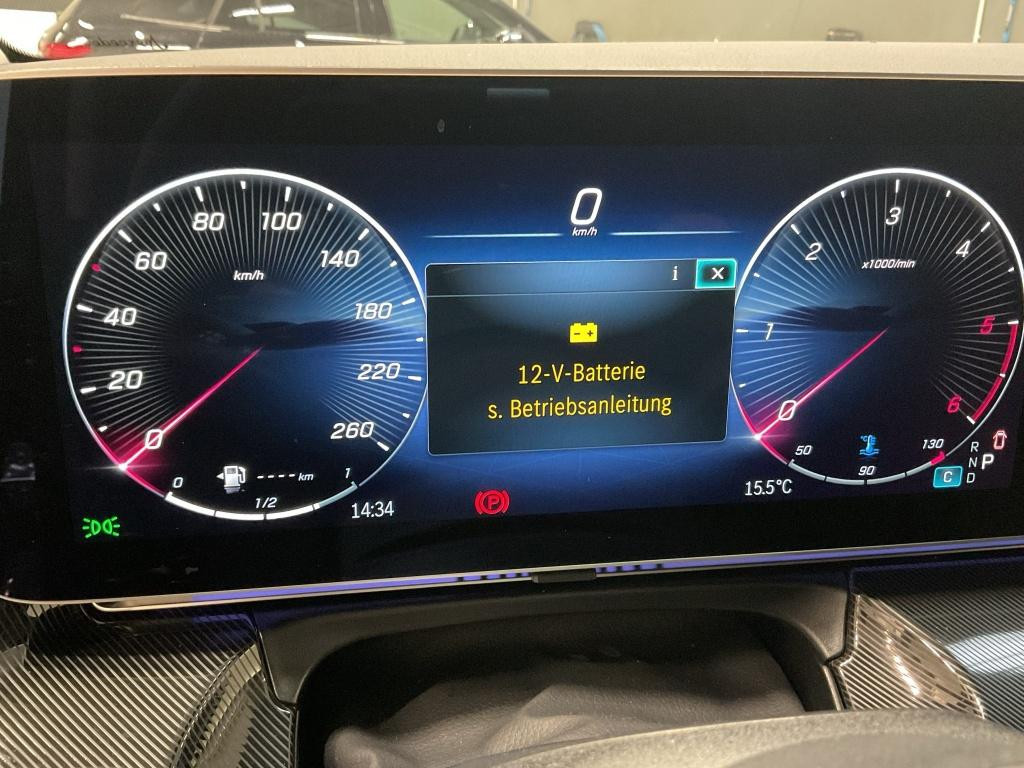 0
km/h
20
40
60
80
100
140
180
220
260
0
km/h
0
1/2
1
---- km
14:34
i
×
12-V-Batterie
s. Betriebsanleitung
P
0
1
2
3
4
5
6
x1000/min
50
90
130
°C
15.5°C
C
R
N
D
P